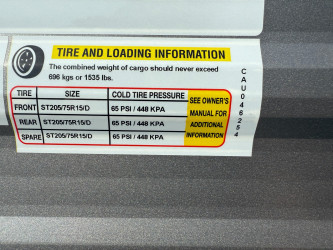 TIRE AND LOADING INFORMATION
The combined weight of cargo should never exceed
696 kgs or 1535 lbs.
TIRE SIZE COLD TIRE PRESSURE
FRONT ST205/75R15/D 65 PSI / 448 KPA
REAR ST205/75R15/D 65 PSI / 448 KPA
SPARE ST205/75R15/D 65 PSI / 448 KPA
SEE OWNER'S
MANUAL FOR
ADDITIONAL
INFORMATION
CAU046254